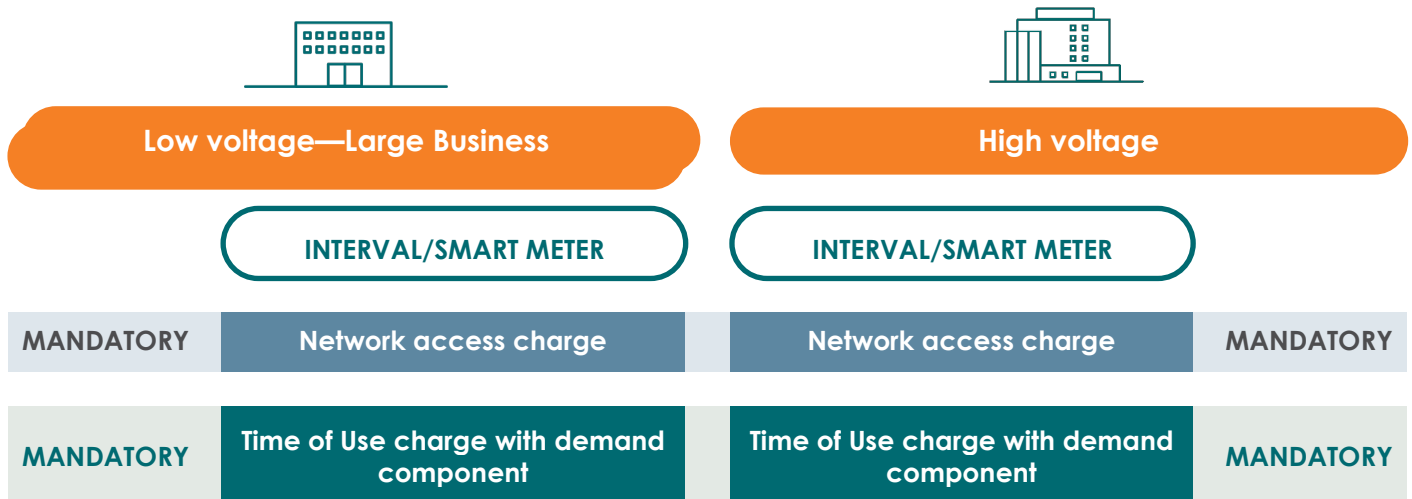 Low voltage—Large Business
High voltage
INTERVAL/SMART METER
INTERVAL/SMART METER
MANDATORY
Network access charge
Network access charge
MANDATORY
MANDATORY
Time of Use charge with demand
component
Time of Use charge with demand
component
MANDATORY